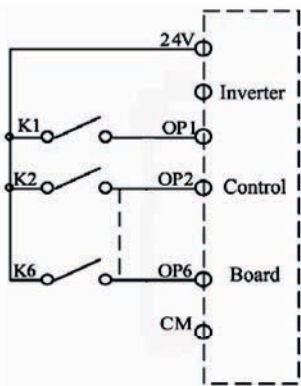 24V
Inverter
K1 OP1
K2 OP2 Control
K6 OP6 Board
CM